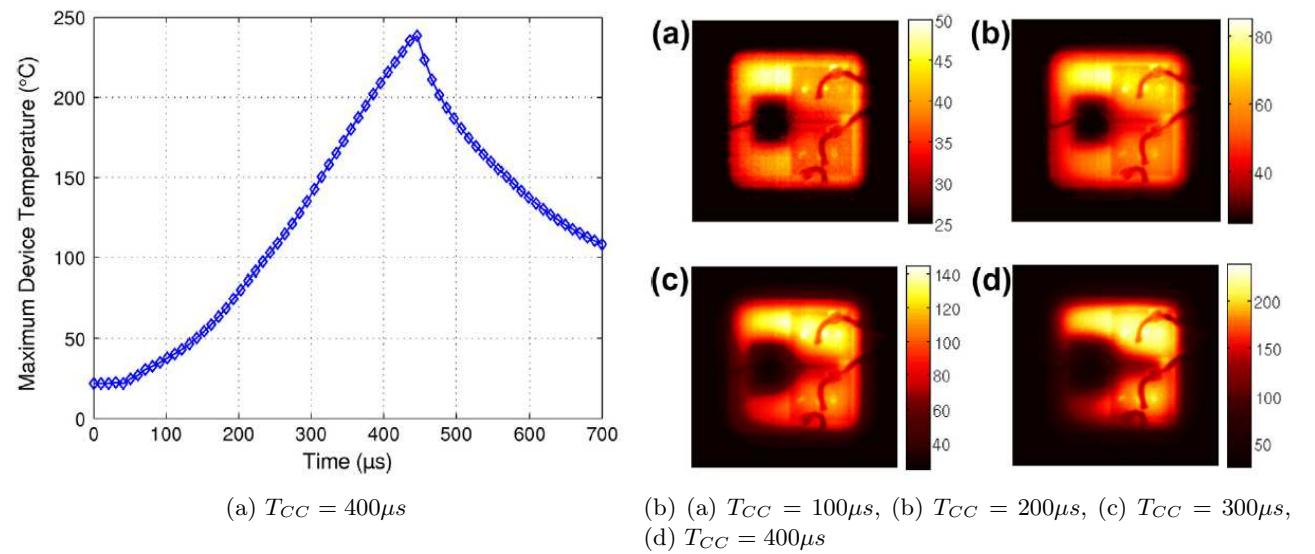 Maximum Device Temperature (°C)
250
200
150
100
50
0
0 100 200 300 400 500 600 700
Time (µs)
(a)
50
45
40
35
30
25
(b)
80
60
40
(c)
140
120
100
80
60
40
(d)
200
150
100
50
(a) T_CC = 400µs
(b) (a) T_CC = 100µs, (b) T_CC = 200µs, (c) T_CC = 300µs,
(d) T_CC = 400µs